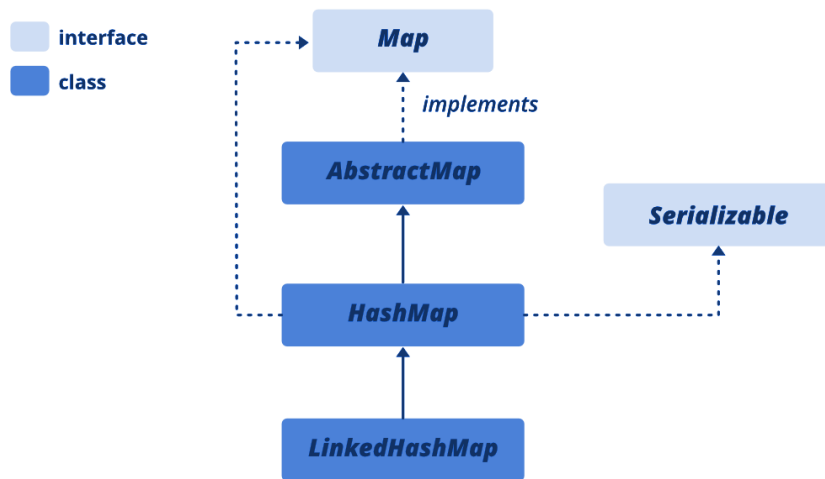 interface
class
Map
implements
AbstractMap
Serializable
HashMap
LinkedHashMap